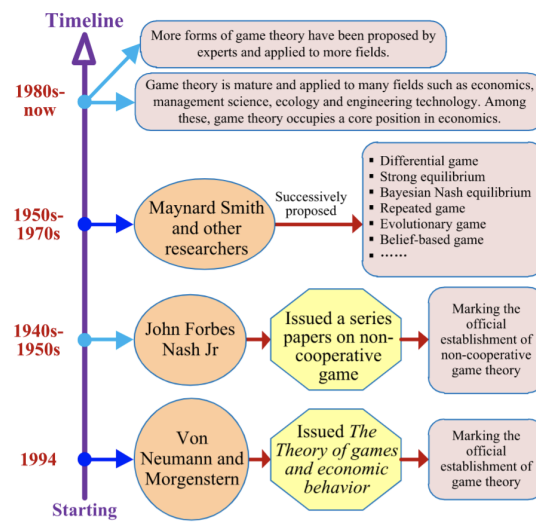 Timeline
More forms of game theory have been proposed by
experts and applied to more fields.
1980s-
now
Game theory is mature and applied to many fields such as economics,
management science, ecology and engineering technology. Among
these, game theory occupies a core position in economics.
1950s-
1970s
Maynard Smith
and other
researchers
Successively
proposed
▪ Differential game
▪ Strong equilibrium
▪ Bayesian Nash equilibrium
▪ Repeated game
▪ Evolutionary game
▪ Belief-based game
▪ ……
1940s-
1950s
John Forbes
Nash Jr
Issued a series
papers on non-
cooperative
game
Marking the
official
establishment of
non-cooperative
game theory
1994
Von
Neumann and
Morgenstern
Issued The
Theory of games
and economic
behavior
Marking the
official
establishment of
game theory
Starting